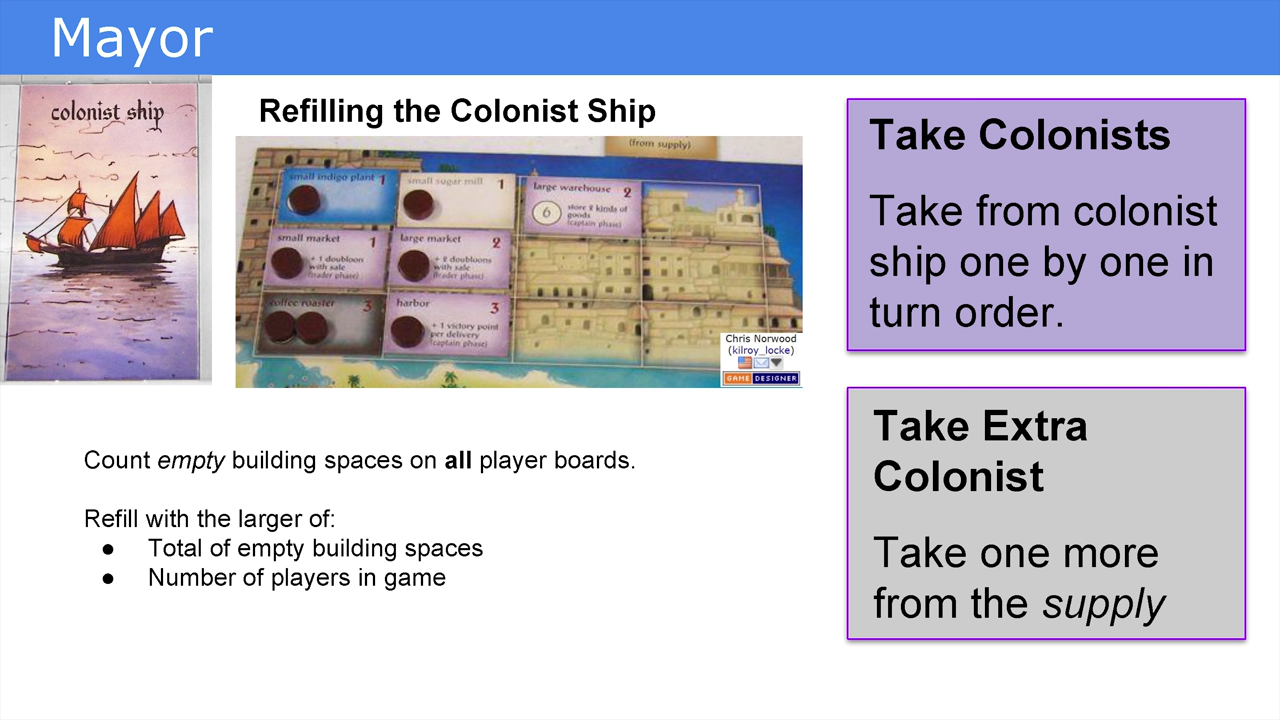 Mayor
colonist ship
Refilling the Colonist Ship
(from supply)
small indigo plant 1
small sugar mill 1
large warehouse 2
6
store 2 kinds of
goods
(captain phase)
small market 1
+ 1 doubloon
with sale
(trader phase)
large market 2
+ 2 doubloons
with sale
(trader phase)
coffee roaster 3
harbor 3
+ 1 victory point
per delivery
(captain phase)
Chris Norwood
(kilroy_locke)
GAME DESIGNER
Count empty building spaces on all player boards.
Refill with the larger of:
● Total of empty building spaces
● Number of players in game
Take Colonists
Take from colonist
ship one by one in
turn order.
Take Extra
Colonist
Take one more
from the supply